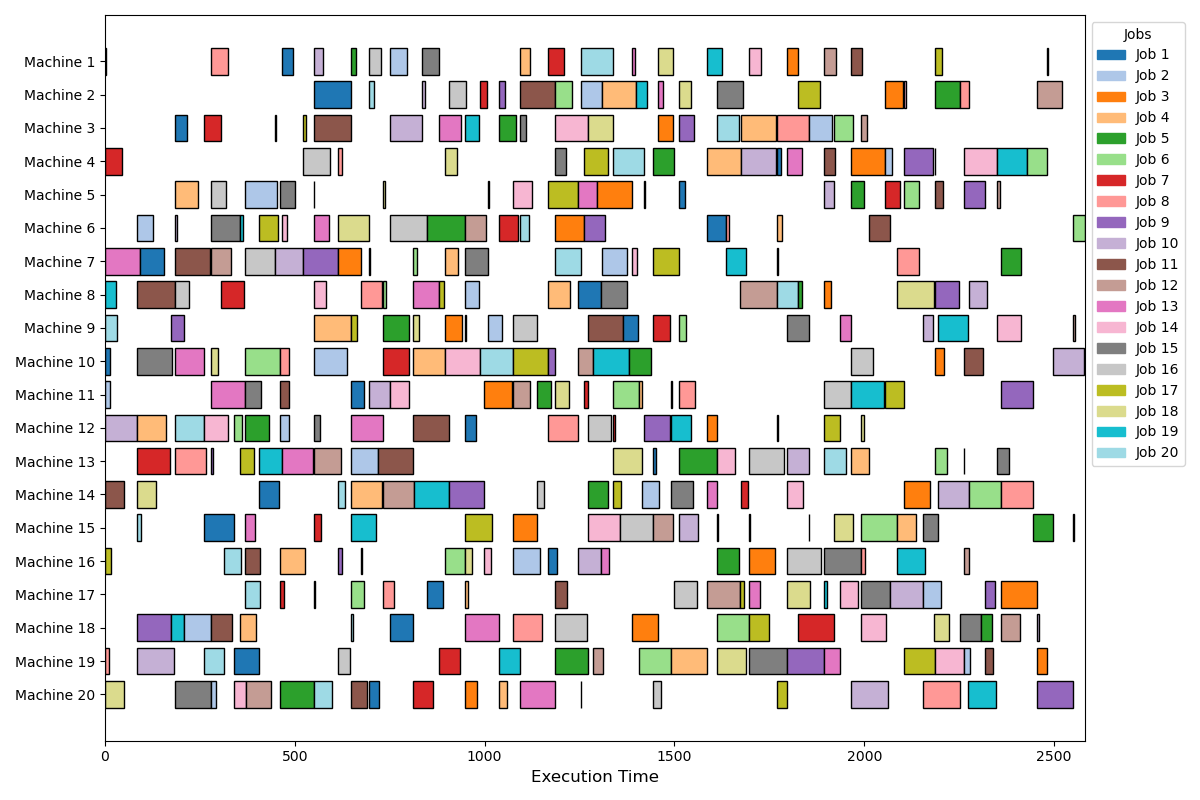 Machine 1
Machine 2
Machine 3
Machine 4
Machine 5
Machine 6
Machine 7
Machine 8
Machine 9
Machine 10
Machine 11
Machine 12
Machine 13
Machine 14
Machine 15
Machine 16
Machine 17
Machine 18
Machine 19
Machine 20
0 500 1000 1500 2000 2500
Execution Time
Jobs
Job 1
Job 2
Job 3
Job 4
Job 5
Job 6
Job 7
Job 8
Job 9
Job 10
Job 11
Job 12
Job 13
Job 14
Job 15
Job 16
Job 17
Job 18
Job 19
Job 20